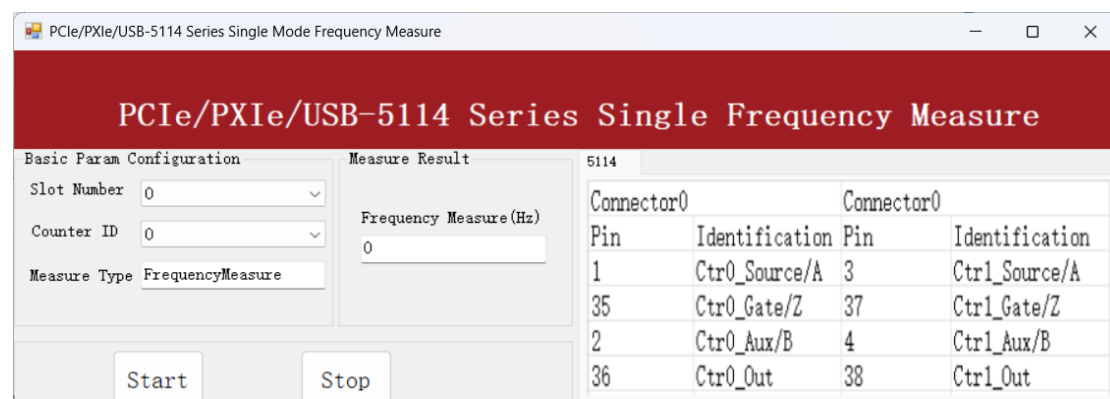 PCIe/PXIe/USB-5114 Series Single Mode Frequency Measure
PCIe/PXIe/USB-5114 Series Single Frequency Measure
Basic Param Configuration
Slot Number 0
Counter ID 0
Measure Type FrequencyMeasure
Start Stop
Measure Result
Frequency Measure(Hz)
0
5114
Connector0 Connector0
Pin Identification Pin Identification
1 Ctr0_Source/A 3 Ctr1_Source/A
35 Ctr0_Gate/Z 37 Ctr1_Gate/Z
2 Ctr0_Aux/B 4 Ctr1_Aux/B
36 Ctr0_Out 38 Ctr1_Out